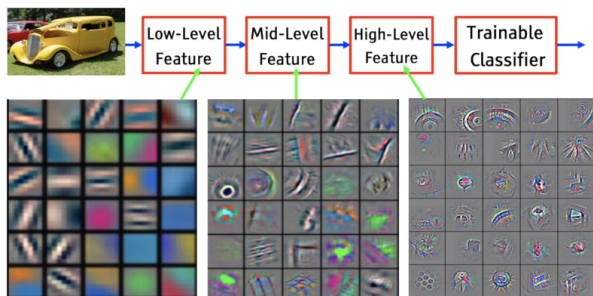 Low-Level
Feature
Mid-Level
Feature
High-Level
Feature
Trainable
Classifier